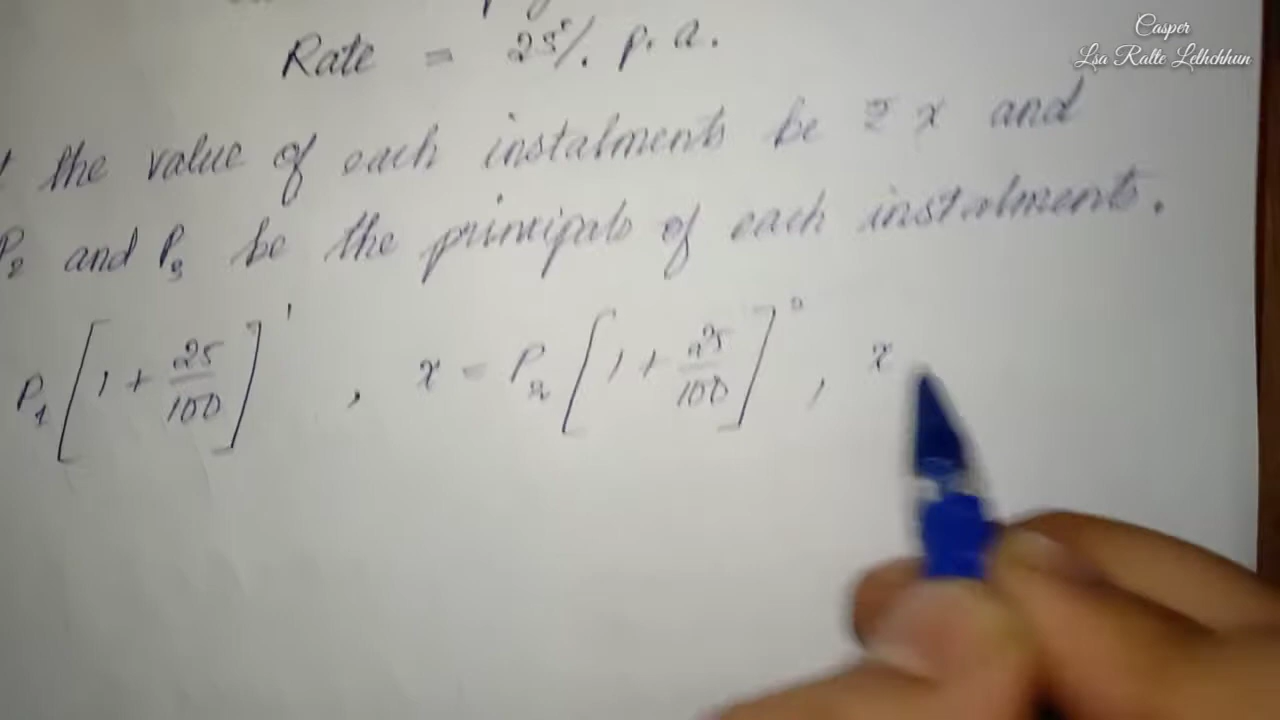 Casper
Lsa Ralte Lelhchhun
Rate = 25% p.a.
the value of each instalments be ₹ x and
P₂ and P₃ be the principals of each instalments.
P₁[1 + 25/100]¹ , x = P₂[1 + 25/100]² , x